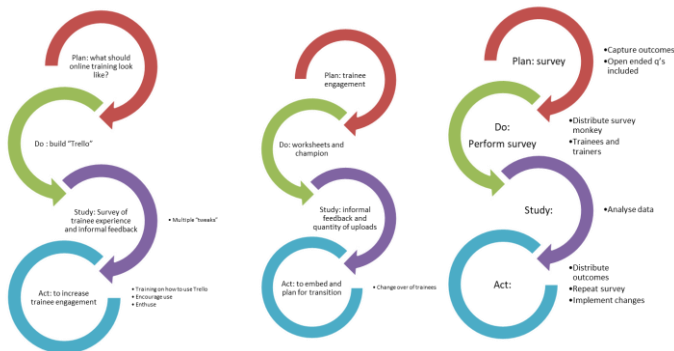 Plan: what should
online training look
like?
Do : build "Trello"
Study: Survey of
trainee experience
and informal feedback
•Multiple "tweaks"
Act: to increase
trainee engagement
•Training on how to use Trello
•Encourage use
•Enthuse
Plan: trainee
engagement
Do: worksheets and
champion
Study: informal
feedback and
quantity of uploads
Act: to embed and
plan for transition
•Change over of trainees
Plan: survey
•Capture outcomes
•Open ended q's
included
Do:
Perform survey
•Distribute survey
monkey
•Trainees and
trainers
Study:
•Analyse data
Act:
•Distribute
outcomes
•Repeat survey
•Implement changes